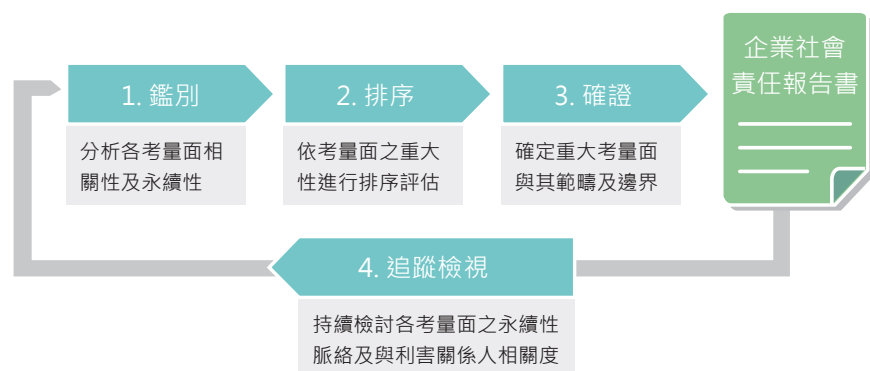 1. 鑑別
分析各考量面相
關性及永續性
2. 排序
依考量面之重大
性進行排序評估
3. 確證
確定重大考量面
與其範疇及邊界
企業社會
責任報告書
4. 追蹤檢視
持續檢討各考量面之永續性
脈絡及與利害關係人相關度